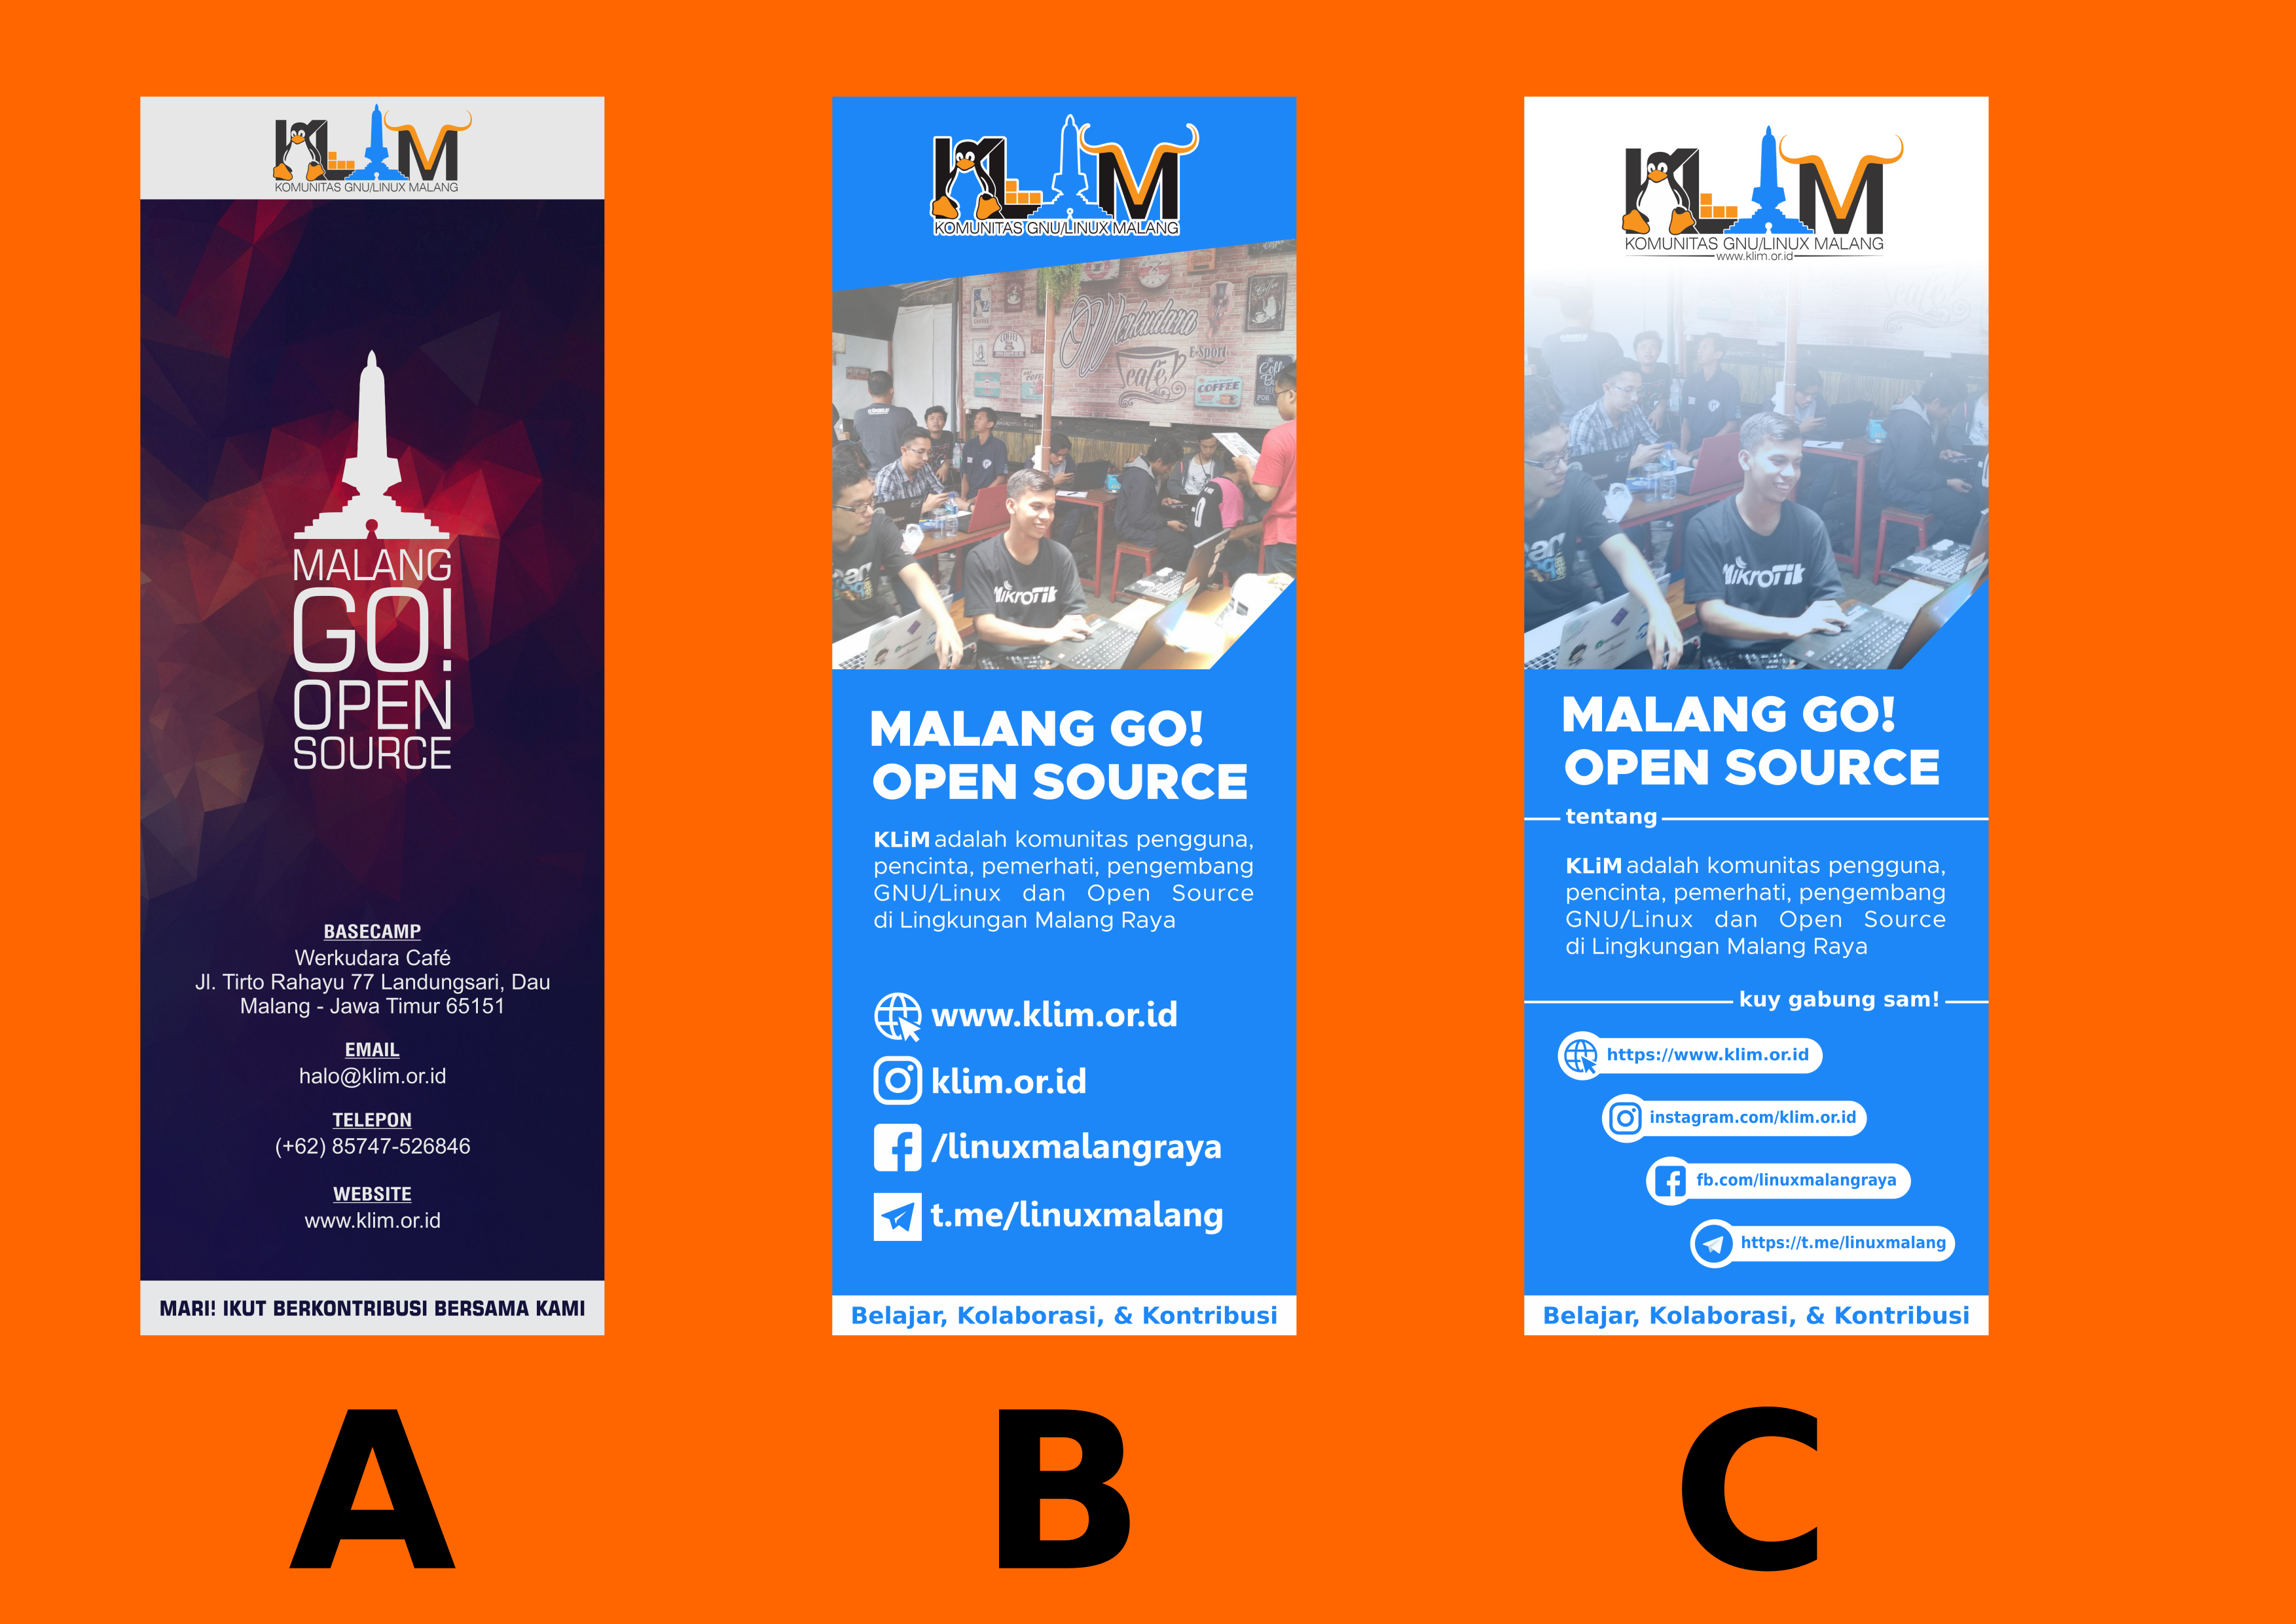 KLiM
KOMUNITAS GNU/LINUX MALANG
MALANG
GO!
OPEN
SOURCE
BASECAMP
Werkudara Café
Jl. Tirto Rahayu 77 Landungsari, Dau
Malang - Jawa Timur 65151
EMAIL
halo@klim.or.id
TELEPON
(+62) 85747-526846
WEBSITE
www.klim.or.id
MARI! IKUT BERKONTRIBUSI BERSAMA KAMI
A
KLiM
KOMUNITAS GNU/LINUX MALANG
Werkudara
café!
E-Sport
COFFEE
MikroTik
MALANG GO!
OPEN SOURCE
KLiM adalah komunitas pengguna,
pencinta, pemerhati, pengembang
GNU/Linux dan Open Source
di Lingkungan Malang Raya
www.klim.or.id
klim.or.id
/linuxmalangraya
t.me/linuxmalang
Belajar, Kolaborasi, & Kontribusi
B
KLiM
KOMUNITAS GNU/LINUX MALANG
www.klim.or.id
café!
MikroTik
MALANG GO!
OPEN SOURCE
tentang
KLiM adalah komunitas pengguna,
pencinta, pemerhati, pengembang
GNU/Linux dan Open Source
di Lingkungan Malang Raya
kuy gabung sam!
https://www.klim.or.id
instagram.com/klim.or.id
fb.com/linuxmalangraya
https://t.me/linuxmalang
Belajar, Kolaborasi, & Kontribusi
C